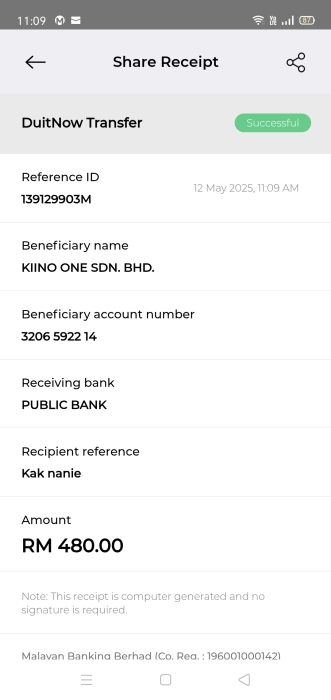 11:09
87
Share Receipt
DuitNow Transfer
Successful
Reference ID
139129903M
12 May 2025, 11:09 AM
Beneficiary name
KIINO ONE SDN. BHD.
Beneficiary account number
3206 5922 14
Receiving bank
PUBLIC BANK
Recipient reference
Kak nanie
Amount
RM 480.00
Note: This receipt is computer generated and no
signature is required.
Malayan Banking Berhad (Co. Reg. : 196001000142)